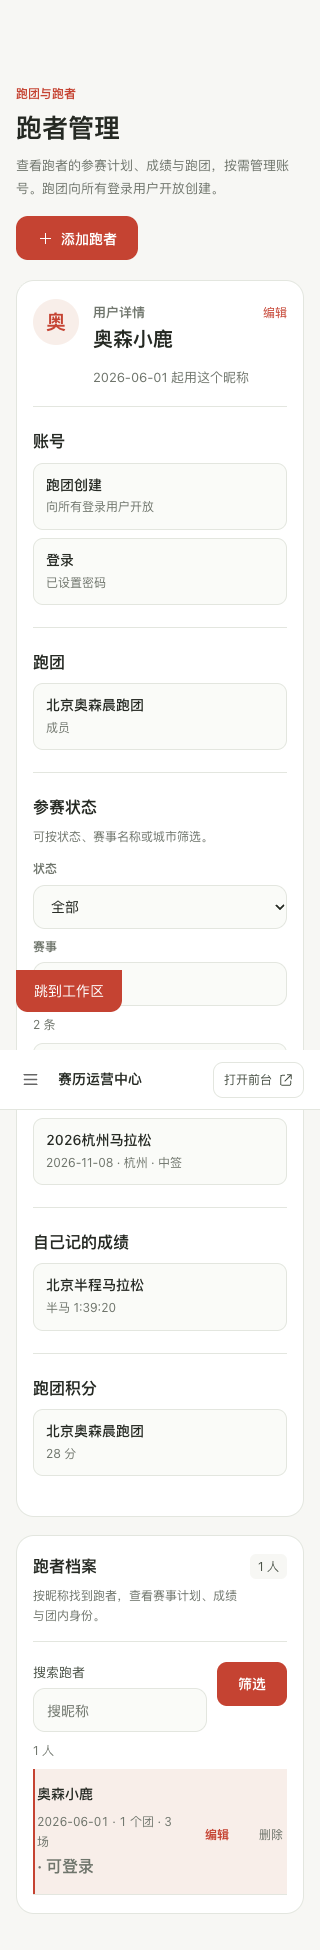 跑团与跑者
跑者管理
查看跑者的参赛计划、成绩与跑团，按需管理账
号。跑团向所有登录用户开放创建。
添加跑者
奥
用户详情
编辑
奥森小鹿
2026-06-01 起用这个昵称
账号
跑团创建
向所有登录用户开放
登录
已设置密码
跑团
北京奥森晨跑团
成员
参赛状态
可按状态、赛事名称或城市筛选。
状态
全部
赛事
跳到工作区
2 条
赛历运营中心
打开前台
2026杭州马拉松
2026-11-08 · 杭州 · 中签
自己记的成绩
北京半程马拉松
半马 1:39:20
跑团积分
北京奥森晨跑团
28 分
跑者档案
1 人
按昵称找到跑者，查看赛事计划、成绩
与团内身份。
搜索跑者
搜昵称
筛选
1 人
奥森小鹿
2026-06-01 · 1 个团 · 3
场
· 可登录
编辑
删除